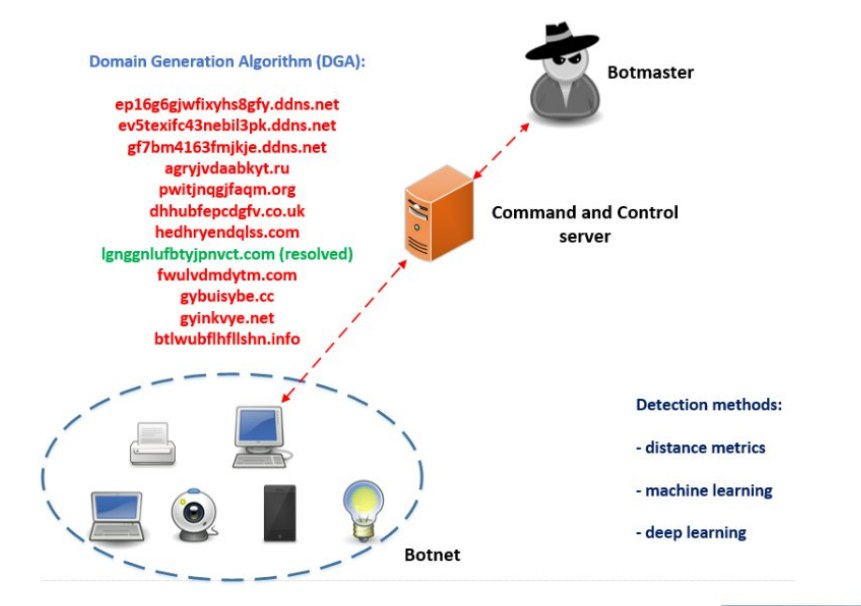 Domain Generation Algorithm (DGA):
ep16g6gjwfixyhs8gfy.ddns.net
ev5texifc43nebil3pk.ddns.net
gf7bm4163fmjkje.ddns.net
agryjvdaabkyt.ru
pwitjnqgjfaqm.org
dhhubfepcdgfv.co.uk
hedhryendqlss.com
lgnggnlufbtyjpnvct.com (resolved)
fwulvdmdytm.com
gybuisybe.cc
gyinkvye.net
btlwubflhfllshn.info
Botmaster
Command and Control
server
Botnet
Detection methods:
- distance metrics
- machine learning
- deep learning